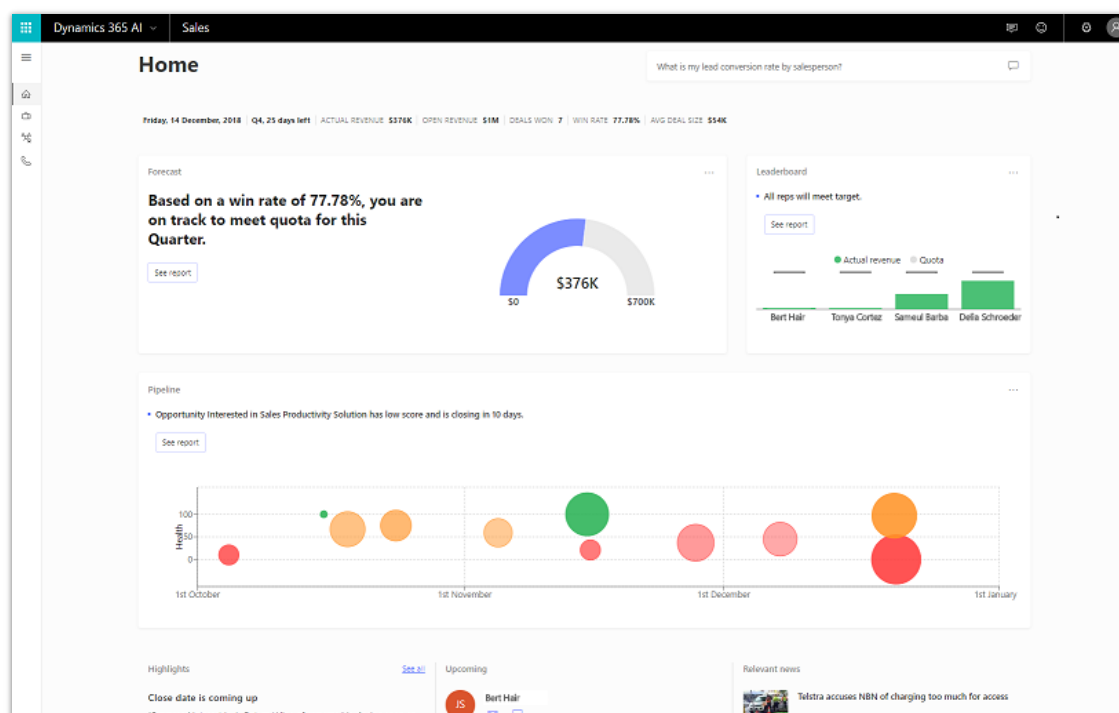 Dynamics 365 AI
Sales
Home
What is my lead conversion rate by salesperson?
Friday, 14 December, 2018 Q4, 25 days left ACTUAL REVENUE $376K OPEN REVENUE $1M DEALS WON 7 WIN RATE 77.78% AVG DEAL SIZE $54K
Forecast
Based on a win rate of 77.78%, you are
on track to meet quota for this
Quarter.
See report
$376K
$0 $700K
Leaderboard
All reps will meet target.
See report
Actual revenue Quota
Bert Hair Tonya Cortez Sameul Barba Delia Schroeder
Pipeline
Opportunity Interested in Sales Productivity Solution has low score and is closing in 10 days.
See report
Health
100
50
0
1st October 1st November 1st December 1st January
Highlights See all
Close date is coming up
Upcoming
JS
Bert Hair
Relevant news
Telstra accuses NBN of charging too much for access